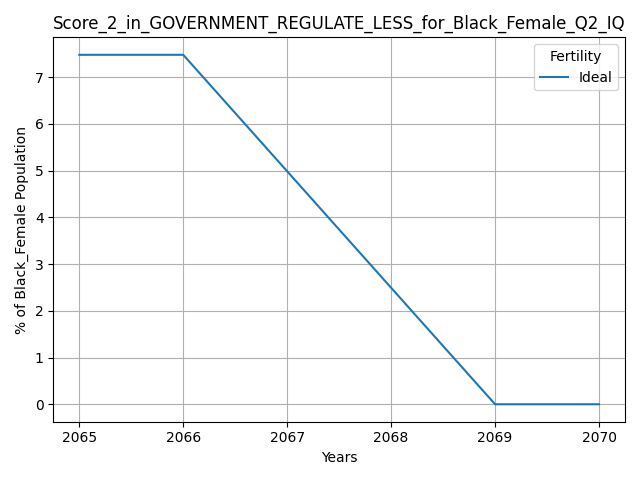 Score_2_in_GOVERNMENT_REGULATE_LESS_for_Black_Female_Q2_IQ
Fertility
Ideal
7
6
5
4
3
2
1
0
% of Black_Female Population
2065 2066 2067 2068 2069 2070
Years